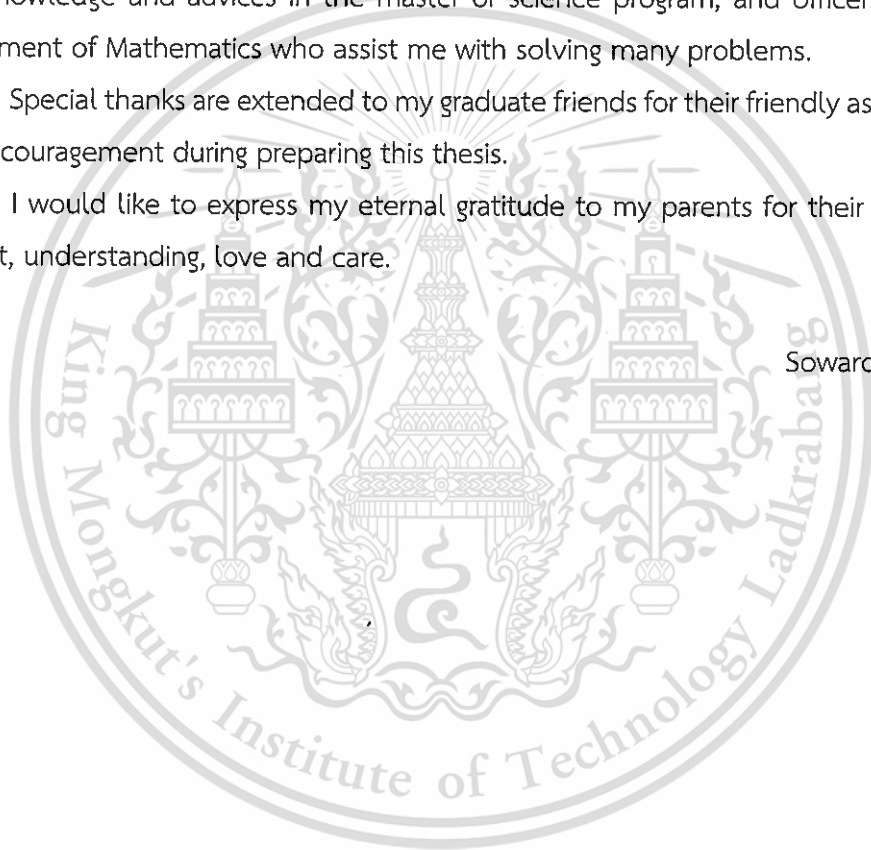 nowledge and advices in the master of science program, and officer
ment of Mathematics who assist me with solving many problems.
Special thanks are extended to my graduate friends for their friendly as
couragement during preparing this thesis.
I would like to express my eternal gratitude to my parents for their
t, understanding, love and care.
Soward
King Mongkut's Institute of Technology Ladkrabang